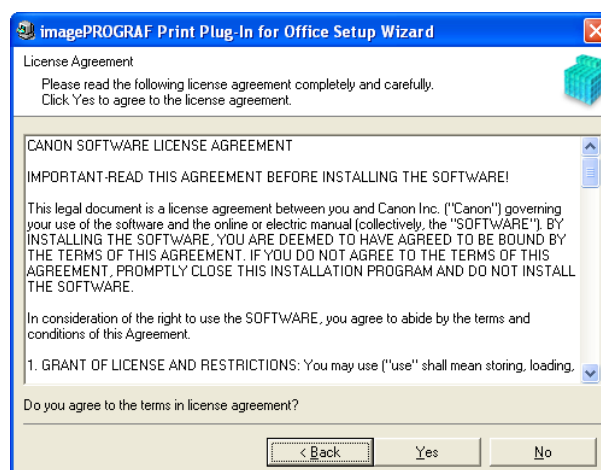 imagePROGRAF Print Plug-In for Office Setup Wizard
License Agreement
Please read the following license agreement completely and carefully.
Click Yes to agree to the license agreement.
CANON SOFTWARE LICENSE AGREEMENT
IMPORTANT-READ THIS AGREEMENT BEFORE INSTALLING THE SOFTWARE!
This legal document is a license agreement between you and Canon Inc. ("Canon") governing
your use of the software and the online or electric manual (collectively, the "SOFTWARE"). BY
INSTALLING THE SOFTWARE, YOU ARE DEEMED TO HAVE AGREED TO BE BOUND BY
THE TERMS OF THIS AGREEMENT. IF YOU DO NOT AGREE TO THE TERMS OF THIS
AGREEMENT, PROMPTLY CLOSE THIS INSTALLATION PROGRAM AND DO NOT INSTALL
THE SOFTWARE.
In consideration of the right to use the SOFTWARE, you agree to abide by the terms and
conditions of this Agreement.
1. GRANT OF LICENSE AND RESTRICTIONS: You may use ("use" shall mean storing, loading,
Do you agree to the terms in license agreement?
< Back Yes No